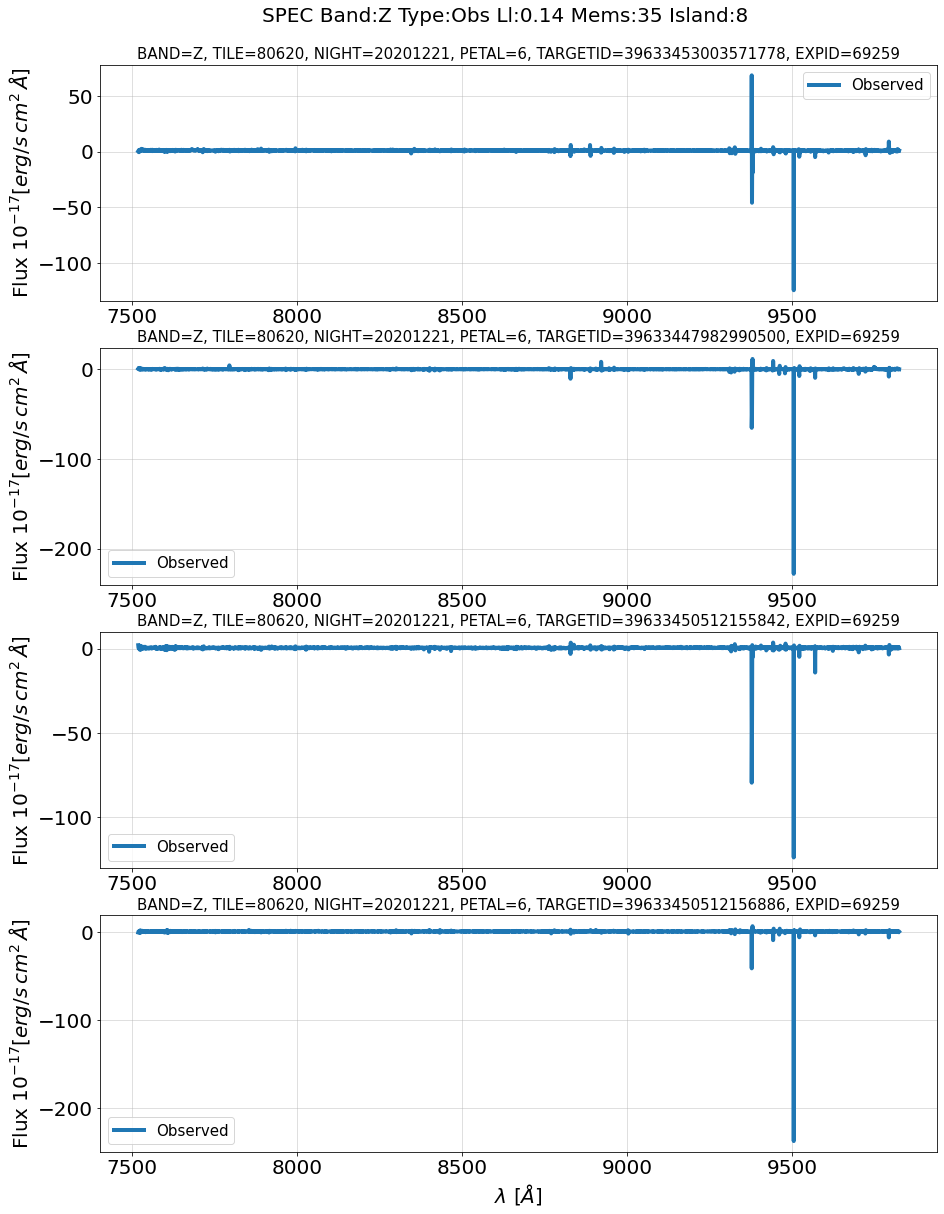 SPEC Band:Z Type:Obs Ll:0.14 Mems:35 Island:8
BAND=Z, TILE=80620, NIGHT=20201221, PETAL=6, TARGETID=39633453003571778, EXPID=69259
Flux 10⁻¹⁷[erg/s cm² Å]
50
0
−50
−100
Observed
7500 8000 8500 9000 9500
BAND=Z, TILE=80620, NIGHT=20201221, PETAL=6, TARGETID=39633447982990500, EXPID=69259
Flux 10⁻¹⁷[erg/s cm² Å]
0
−100
−200
Observed
7500 8000 8500 9000 9500
BAND=Z, TILE=80620, NIGHT=20201221, PETAL=6, TARGETID=39633450512155842, EXPID=69259
Flux 10⁻¹⁷[erg/s cm² Å]
0
−50
−100
Observed
7500 8000 8500 9000 9500
BAND=Z, TILE=80620, NIGHT=20201221, PETAL=6, TARGETID=39633450512156886, EXPID=69259
Flux 10⁻¹⁷[erg/s cm² Å]
0
−100
−200
Observed
7500 8000 8500 9000 9500
λ [Å]